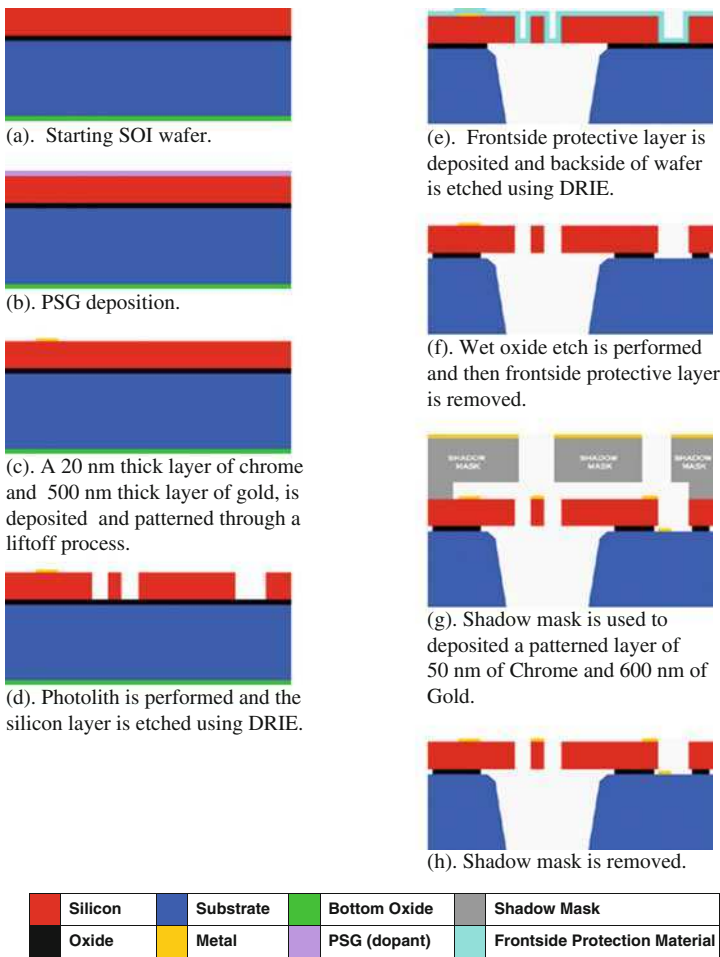 (a). Starting SOI wafer.
(b). PSG deposition.
(c). A 20 nm thick layer of chrome
and 500 nm thick layer of gold, is
deposited and patterned through a
liftoff process.
(d). Photolith is performed and the
silicon layer is etched using DRIE.
(e). Frontside protective layer is
deposited and backside of wafer
is etched using DRIE.
(f). Wet oxide etch is performed
and then frontside protective layer
is removed.
SHADOW
MASK
SHADOW
MASK
SHADOW
MASK
(g). Shadow mask is used to
deposited a patterned layer of
50 nm of Chrome and 600 nm of
Gold.
(h). Shadow mask is removed.
Silicon Substrate Bottom Oxide Shadow Mask
Oxide Metal PSG (dopant) Frontside Protection Material